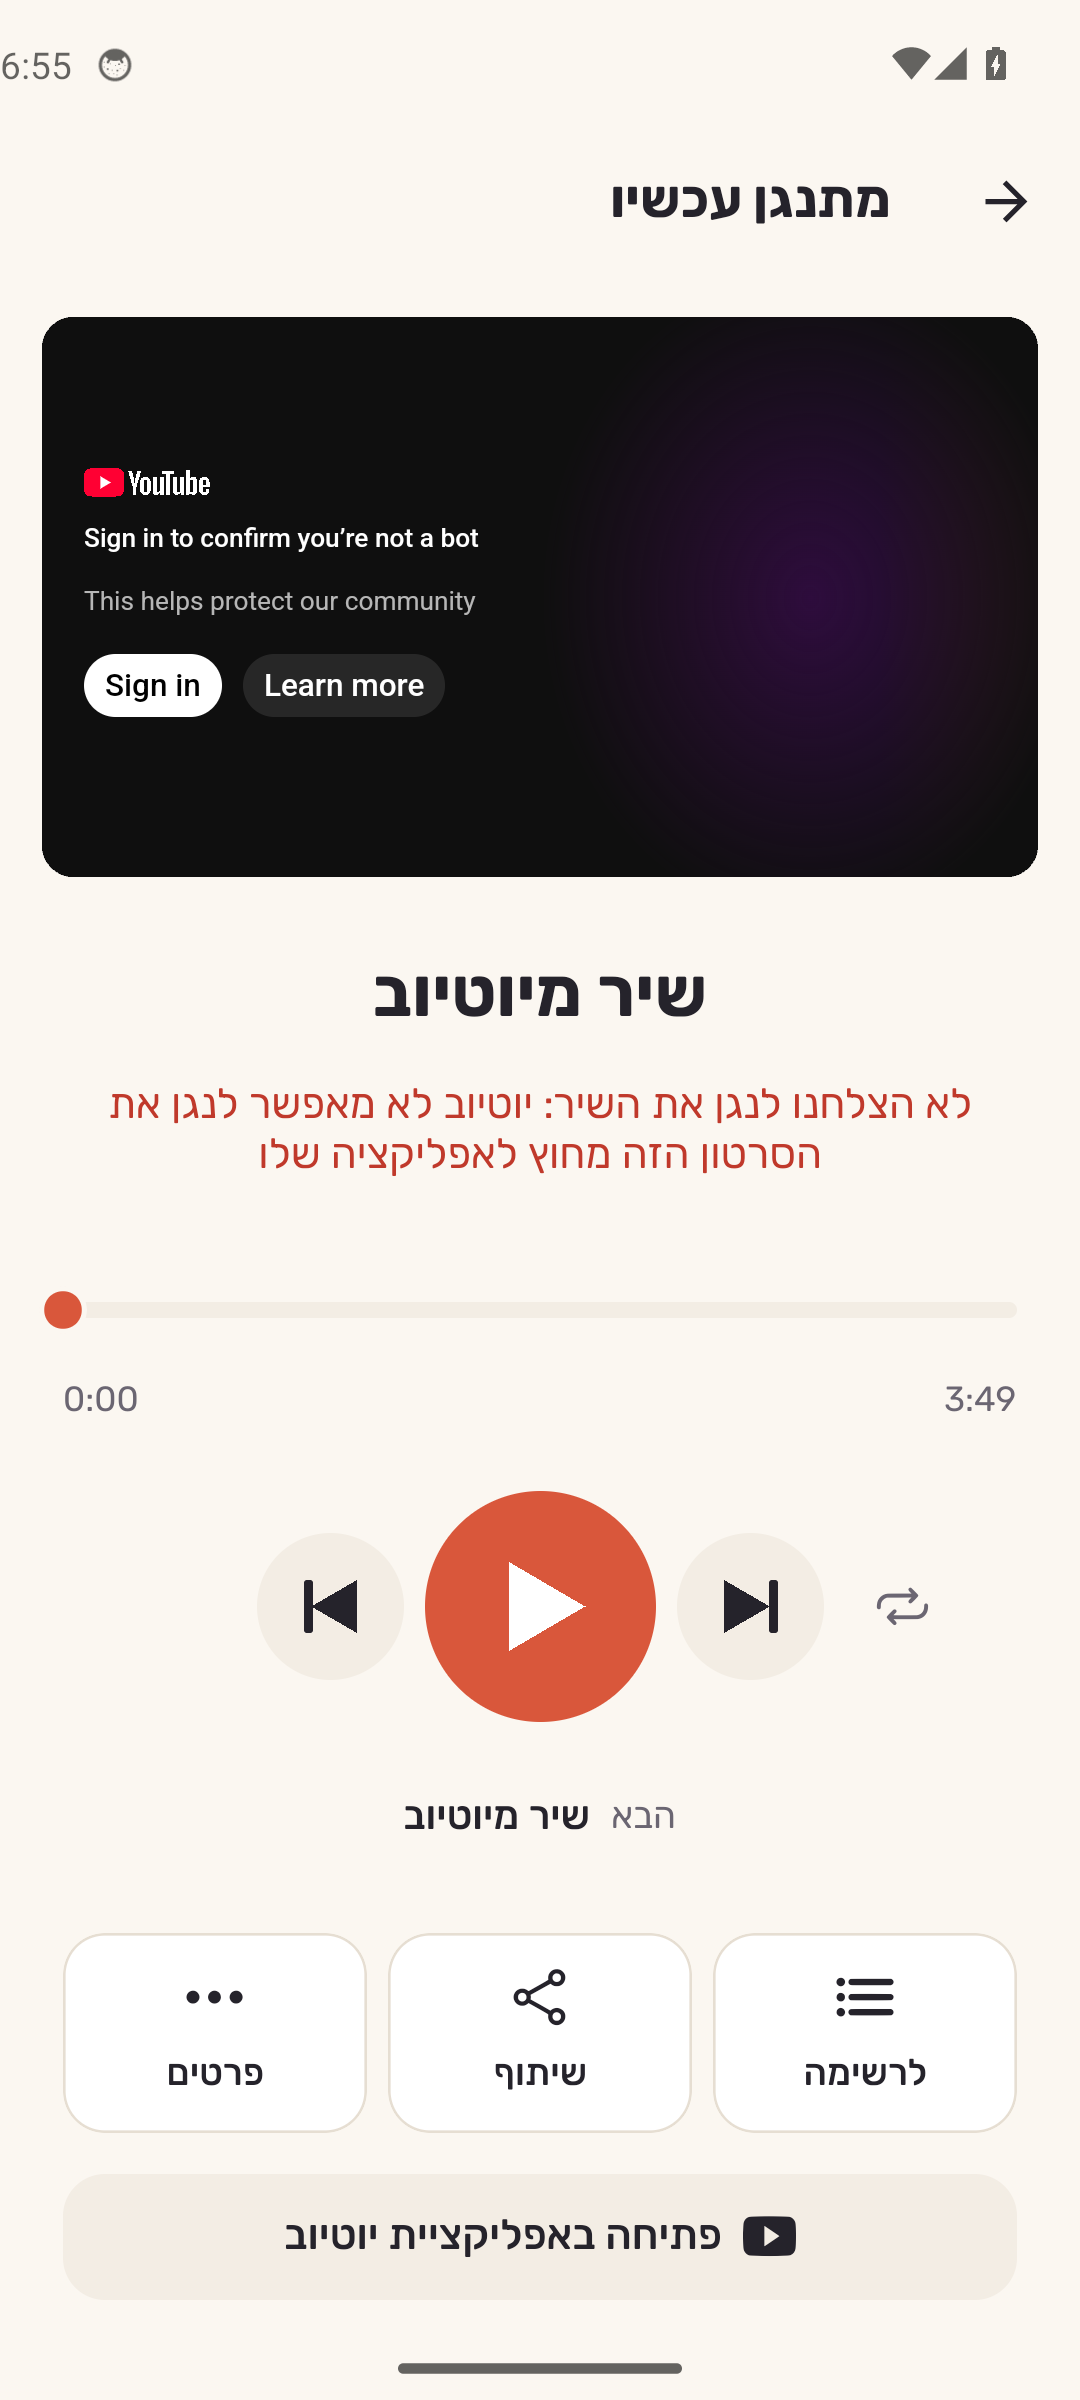 6:55
מתנגן עכשיו
YouTube
Sign in to confirm you’re not a bot
This helps protect our community
Sign in
Learn more
שיר מיוטיוב
לא הצלחנו לנגן את השיר: יוטיוב לא מאפשר לנגן את
הסרטון הזה מחוץ לאפליקציה שלו
0:00
3:49
הבא שיר מיוטיוב
לרשימה
שיתוף
פרטים
פתיחה באפליקציית יוטיוב